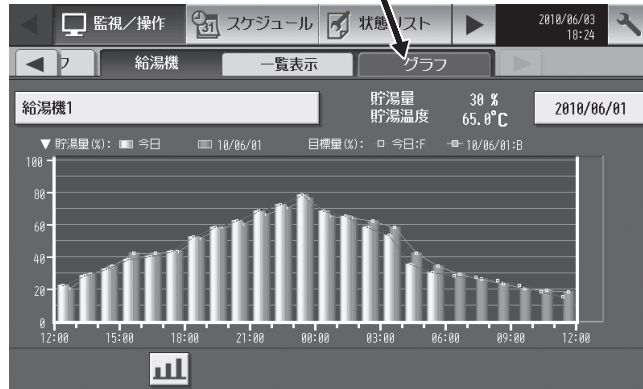 監視／操作
31
スケジュール
状態リスト
2010/06/03
18:24
フ
給湯機
一覧表示
グラフ
給湯機1
貯湯量 30 %
貯湯温度 65.0℃
2010/06/01
▼貯湯量(%): 今日 10/06/01 目標量(%): 今日:F 10/06/01:B
100
80
60
40
20
0
12:00 15:00 18:00 21:00 00:00 03:00 06:00 09:00 12:00